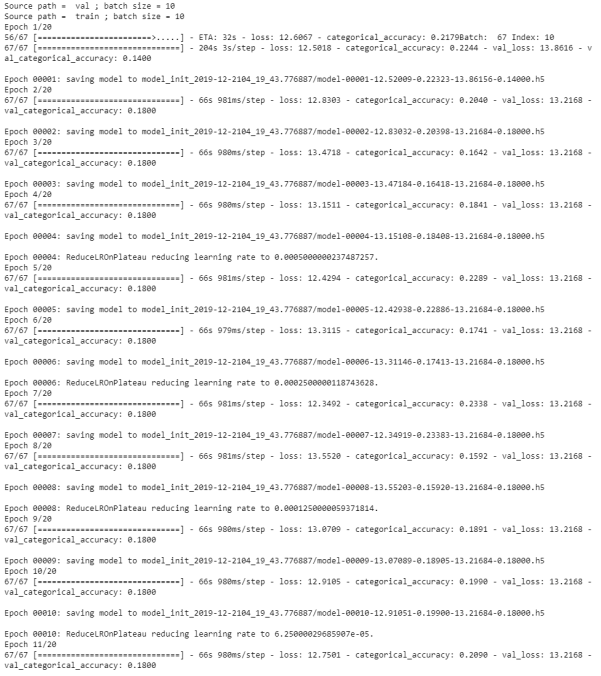 Source path =  val ; batch size = 10
Source path =  train ; batch size = 10
Epoch 1/20
56/67 [========================>.....] - ETA: 32s - loss: 12.6067 - categorical_accuracy: 0.2179Batch:  67 Index: 10
67/67 [==============================] - 204s 3s/step - loss: 12.5018 - categorical_accuracy: 0.2244 - val_loss: 13.8616 - v
al_categorical_accuracy: 0.1400
Epoch 00001: saving model to model_init_2019-12-2104_19_43.776887/model-00001-12.52009-0.22323-13.86156-0.14000.h5
Epoch 2/20
67/67 [==============================] - 66s 981ms/step - loss: 12.8303 - categorical_accuracy: 0.2040 - val_loss: 13.2168 -
val_categorical_accuracy: 0.1800
Epoch 00002: saving model to model_init_2019-12-2104_19_43.776887/model-00002-12.83032-0.20398-13.21684-0.18000.h5
Epoch 3/20
67/67 [==============================] - 66s 980ms/step - loss: 13.4718 - categorical_accuracy: 0.1642 - val_loss: 13.2168 -
val_categorical_accuracy: 0.1800
Epoch 00003: saving model to model_init_2019-12-2104_19_43.776887/model-00003-13.47184-0.16418-13.21684-0.18000.h5
Epoch 4/20
67/67 [==============================] - 66s 980ms/step - loss: 13.1511 - categorical_accuracy: 0.1841 - val_loss: 13.2168 -
val_categorical_accuracy: 0.1800
Epoch 00004: saving model to model_init_2019-12-2104_19_43.776887/model-00004-13.15108-0.18408-13.21684-0.18000.h5
Epoch 00004: ReduceLROnPlateau reducing learning rate to 0.0005000000237487257.
Epoch 5/20
67/67 [==============================] - 66s 981ms/step - loss: 12.4294 - categorical_accuracy: 0.2289 - val_loss: 13.2168 -
val_categorical_accuracy: 0.1800
Epoch 00005: saving model to model_init_2019-12-2104_19_43.776887/model-00005-12.42938-0.22886-13.21684-0.18000.h5
Epoch 6/20
67/67 [==============================] - 66s 979ms/step - loss: 13.3115 - categorical_accuracy: 0.1741 - val_loss: 13.2168 -
val_categorical_accuracy: 0.1800
Epoch 00006: saving model to model_init_2019-12-2104_19_43.776887/model-00006-13.31146-0.17413-13.21684-0.18000.h5
Epoch 00006: ReduceLROnPlateau reducing learning rate to 0.0002500000118743628.
Epoch 7/20
67/67 [==============================] - 66s 981ms/step - loss: 12.3492 - categorical_accuracy: 0.2338 - val_loss: 13.2168 -
val_categorical_accuracy: 0.1800
Epoch 00007: saving model to model_init_2019-12-2104_19_43.776887/model-00007-12.34919-0.23383-13.21684-0.18000.h5
Epoch 8/20
67/67 [==============================] - 66s 981ms/step - loss: 13.5520 - categorical_accuracy: 0.1592 - val_loss: 13.2168 -
val_categorical_accuracy: 0.1800
Epoch 00008: saving model to model_init_2019-12-2104_19_43.776887/model-00008-13.55203-0.15920-13.21684-0.18000.h5
Epoch 00008: ReduceLROnPlateau reducing learning rate to 0.0001250000059371814.
Epoch 9/20
67/67 [==============================] - 66s 980ms/step - loss: 13.0709 - categorical_accuracy: 0.1891 - val_loss: 13.2168 -
val_categorical_accuracy: 0.1800
Epoch 00009: saving model to model_init_2019-12-2104_19_43.776887/model-00009-13.07089-0.18905-13.21684-0.18000.h5
Epoch 10/20
67/67 [==============================] - 66s 980ms/step - loss: 12.9105 - categorical_accuracy: 0.1990 - val_loss: 13.2168 -
val_categorical_accuracy: 0.1800
Epoch 00010: saving model to model_init_2019-12-2104_19_43.776887/model-00010-12.91051-0.19900-13.21684-0.18000.h5
Epoch 00010: ReduceLROnPlateau reducing learning rate to 6.25000029685907e-05.
Epoch 11/20
67/67 [==============================] - 66s 980ms/step - loss: 12.7501 - categorical_accuracy: 0.2090 - val_loss: 13.2168 -
val_categorical_accuracy: 0.1800